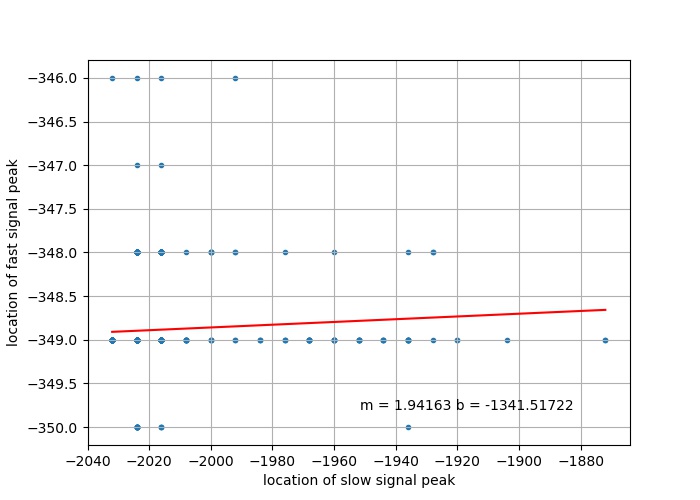 −346.0
−346.5
−347.0
−347.5
−348.0
−348.5
−349.0
−349.5
−350.0
location of fast signal peak
m = 1.94163 b = -1341.51722
−2040 −2020 −2000 −1980 −1960 −1940 −1920 −1900 −1880
location of slow signal peak